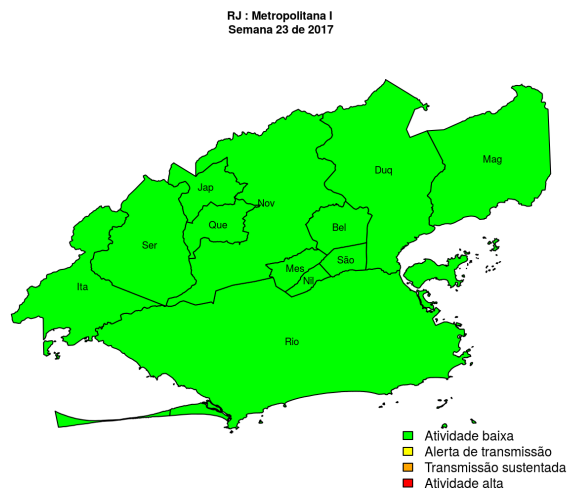 RJ : Metropolitana I
Semana 23 de 2017
Mag
Duq
Jap
Nov
Que
Bel
Ser
São
Mes
Nil
Ita
Rio
Atividade baixa
Alerta de transmissão
Transmissão sustentada
Atividade alta